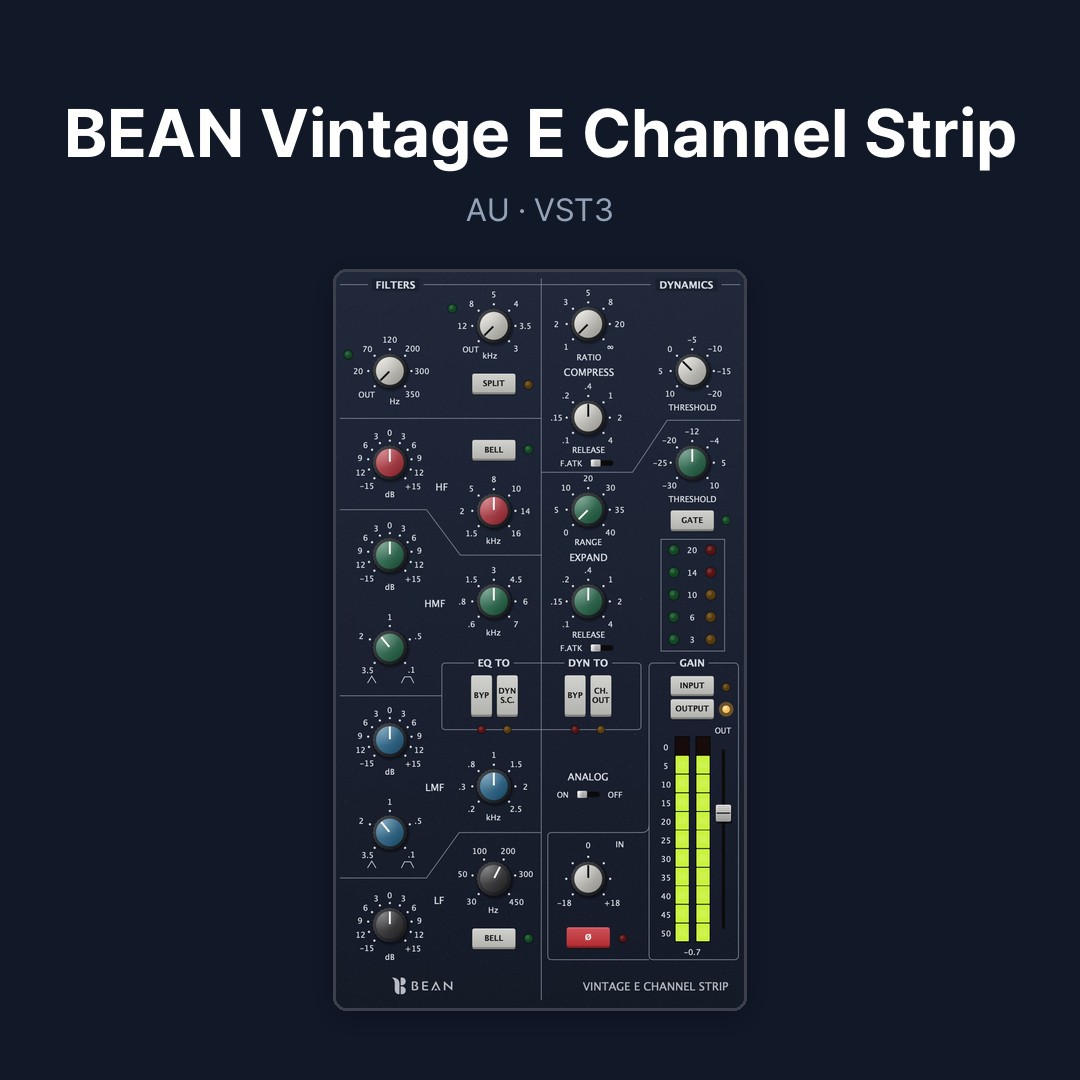 BEAN Vintage E Channel Strip
AU · VST3
FILTERS
DYNAMICS
5
8 4
12 3.5
OUT 3
kHz
120
70 200
20 300
OUT 350
Hz
SPLIT
5
3 8
2 20
1 ∞
RATIO
COMPRESS
.4
.2 1
.15 2
.1 4
RELEASE
F.ATK
-5
0 -10
5 -15
10 -20
THRESHOLD
0
3 3
6 6
9 9
12 12
-15 +15
dB
HF
BELL
8
5 10
2 14
1.5 16
kHz
-12
-20 -4
-25 5
-30 10
THRESHOLD
GATE
20
10 30
5 35
0 40
RANGE
EXPAND
.4
.2 1
.15 2
.1 4
RELEASE
F.ATK
20
14
10
6
3
0
3 3
6 6
9 9
12 12
-15 +15
dB
HMF
3
1.5 4.5
.8 6
.6 7
kHz
1
2 .5
3.5 .1
EQ TO
BYP
DYN S.C.
DYN TO
BYP
CH. OUT
GAIN
INPUT
OUTPUT
OUT
0
5
10
15
20
25
30
35
40
45
50
-0.7
0
3 3
6 6
9 9
12 12
-15 +15
dB
LMF
1
.8 1.5
.3 2
.2 2.5
kHz
1
2 .5
3.5 .1
ANALOG
ON OFF
0
IN
-18 +18
Ø
0
3 3
6 6
9 9
12 12
-15 +15
dB
LF
100 200
50 300
30 450
Hz
BELL
BEAN
VINTAGE E CHANNEL STRIP